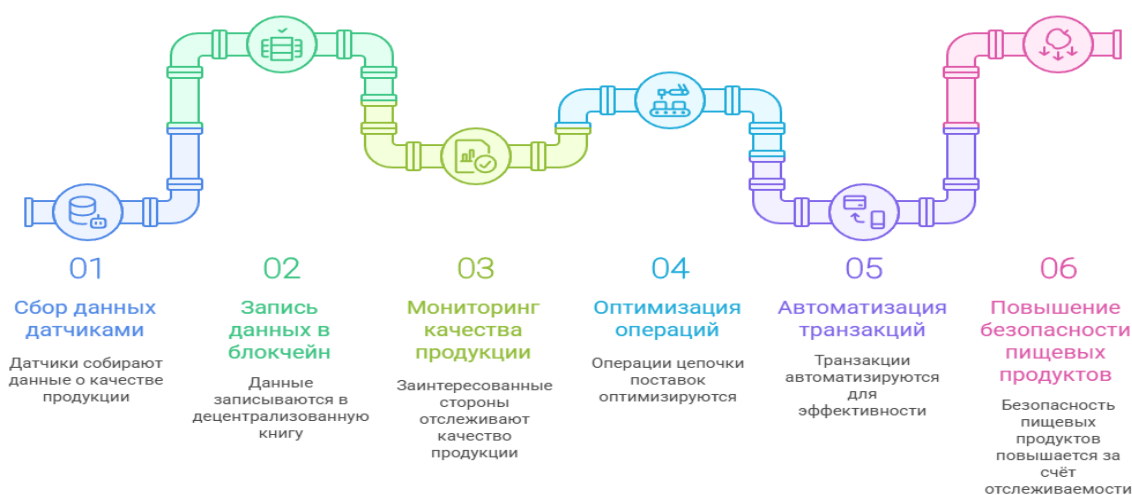 01
Сбор данных
датчиками
Датчики собирают
данные о качестве
продукции
02
Запись
данных в
блокчейн
Данные
записываются в
децентрализованную
книгу
03
Мониторинг
качества
продукции
Заинтересованные
стороны
отслеживают
качество
продукции
04
Оптимизация
операций
Операции цепочки
поставок
оптимизируются
05
Автоматизация
транзакций
Транзакции
автоматизируются
для
эффективности
06
Повышение
безопасности
пищевых
продуктов
Безопасность
пищевых
продуктов
повышается за
счёт
отслеживаемости